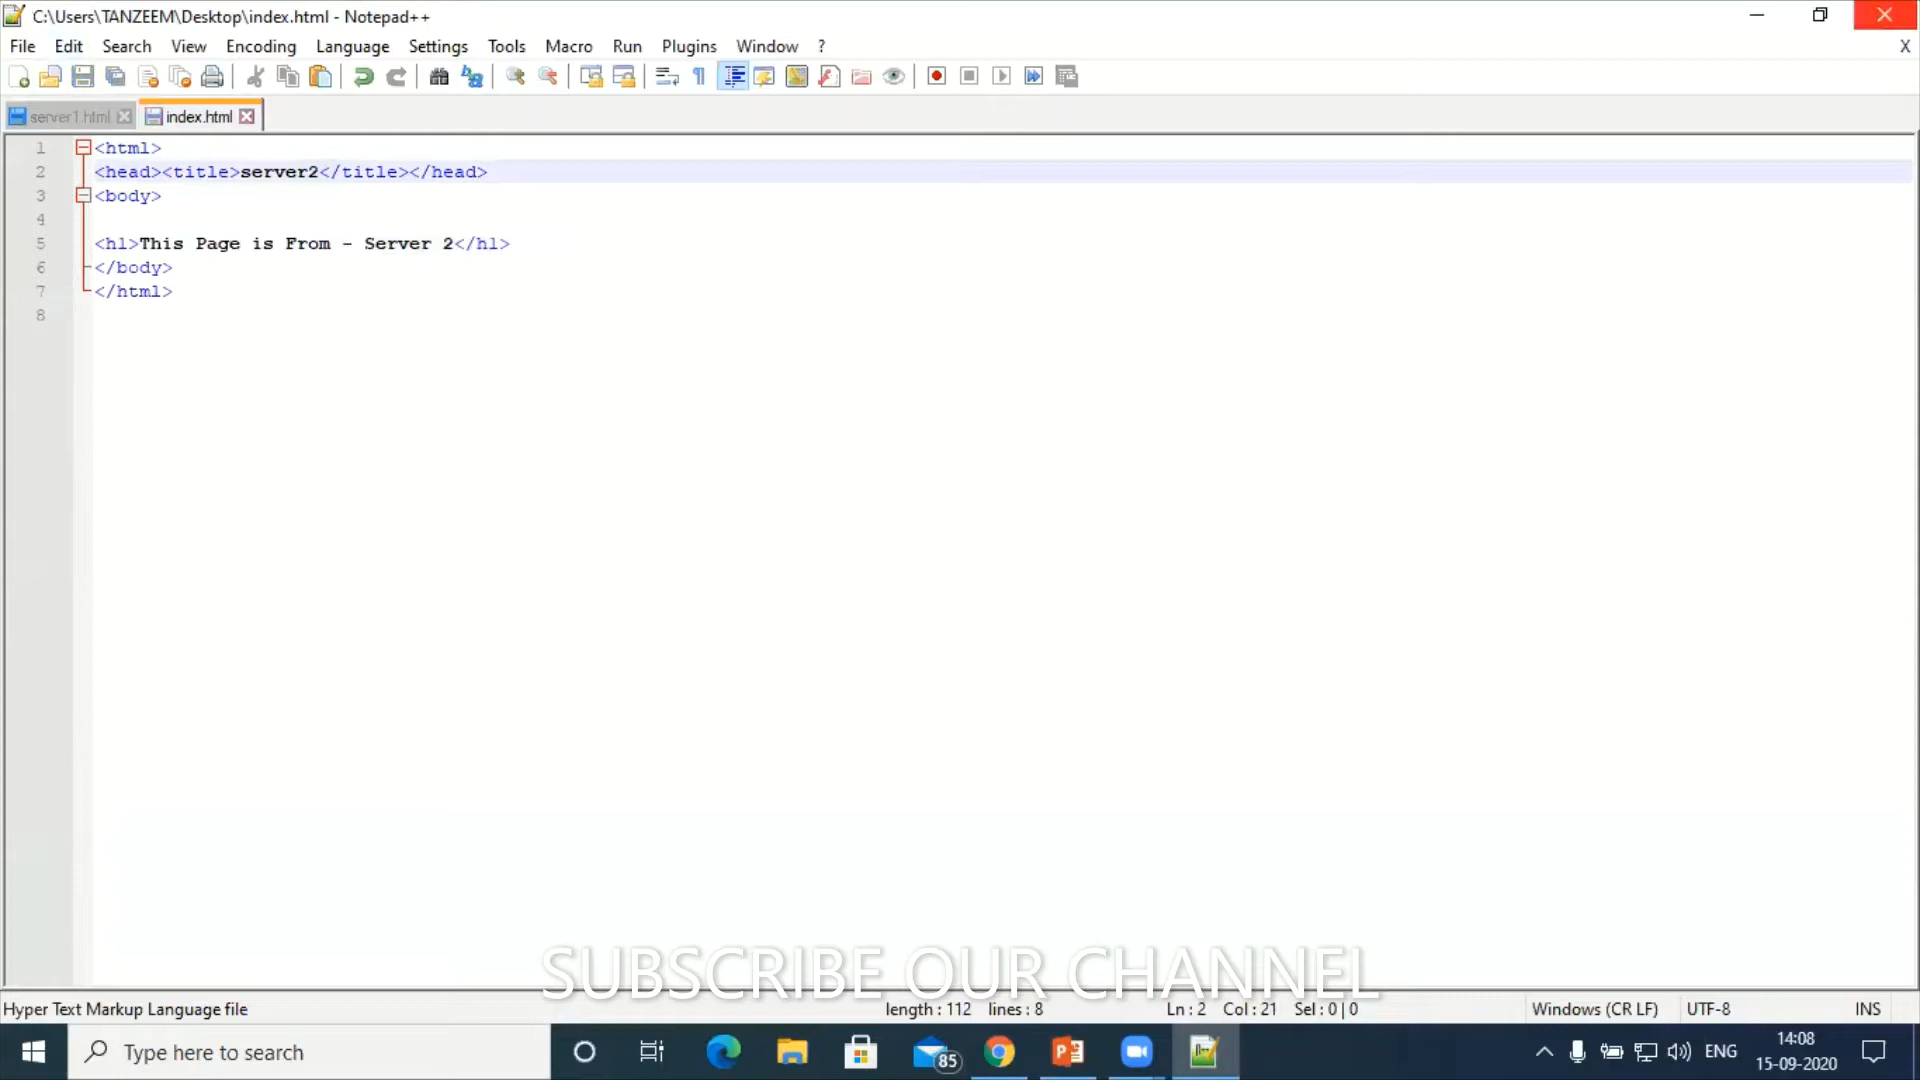 C:\Users\TANZEEM\Desktop\index.html - Notepad++
File Edit Search View Encoding Language Settings Tools Macro Run Plugins Window ? X
server1.html index.html
1 <html>
2 <head><title>server2</title></head>
3 <body>
4
5 <h1>This Page is From - Server 2</h1>
6 </body>
7 </html>
8
SUBSCRIBE OUR CHANNEL
Hyper Text Markup Language file length : 112 lines : 8 Ln : 2 Col : 21 Sel : 0 | 0 Windows (CR LF) UTF-8 INS
Type here to search 85 ENG 14:08
15-09-2020